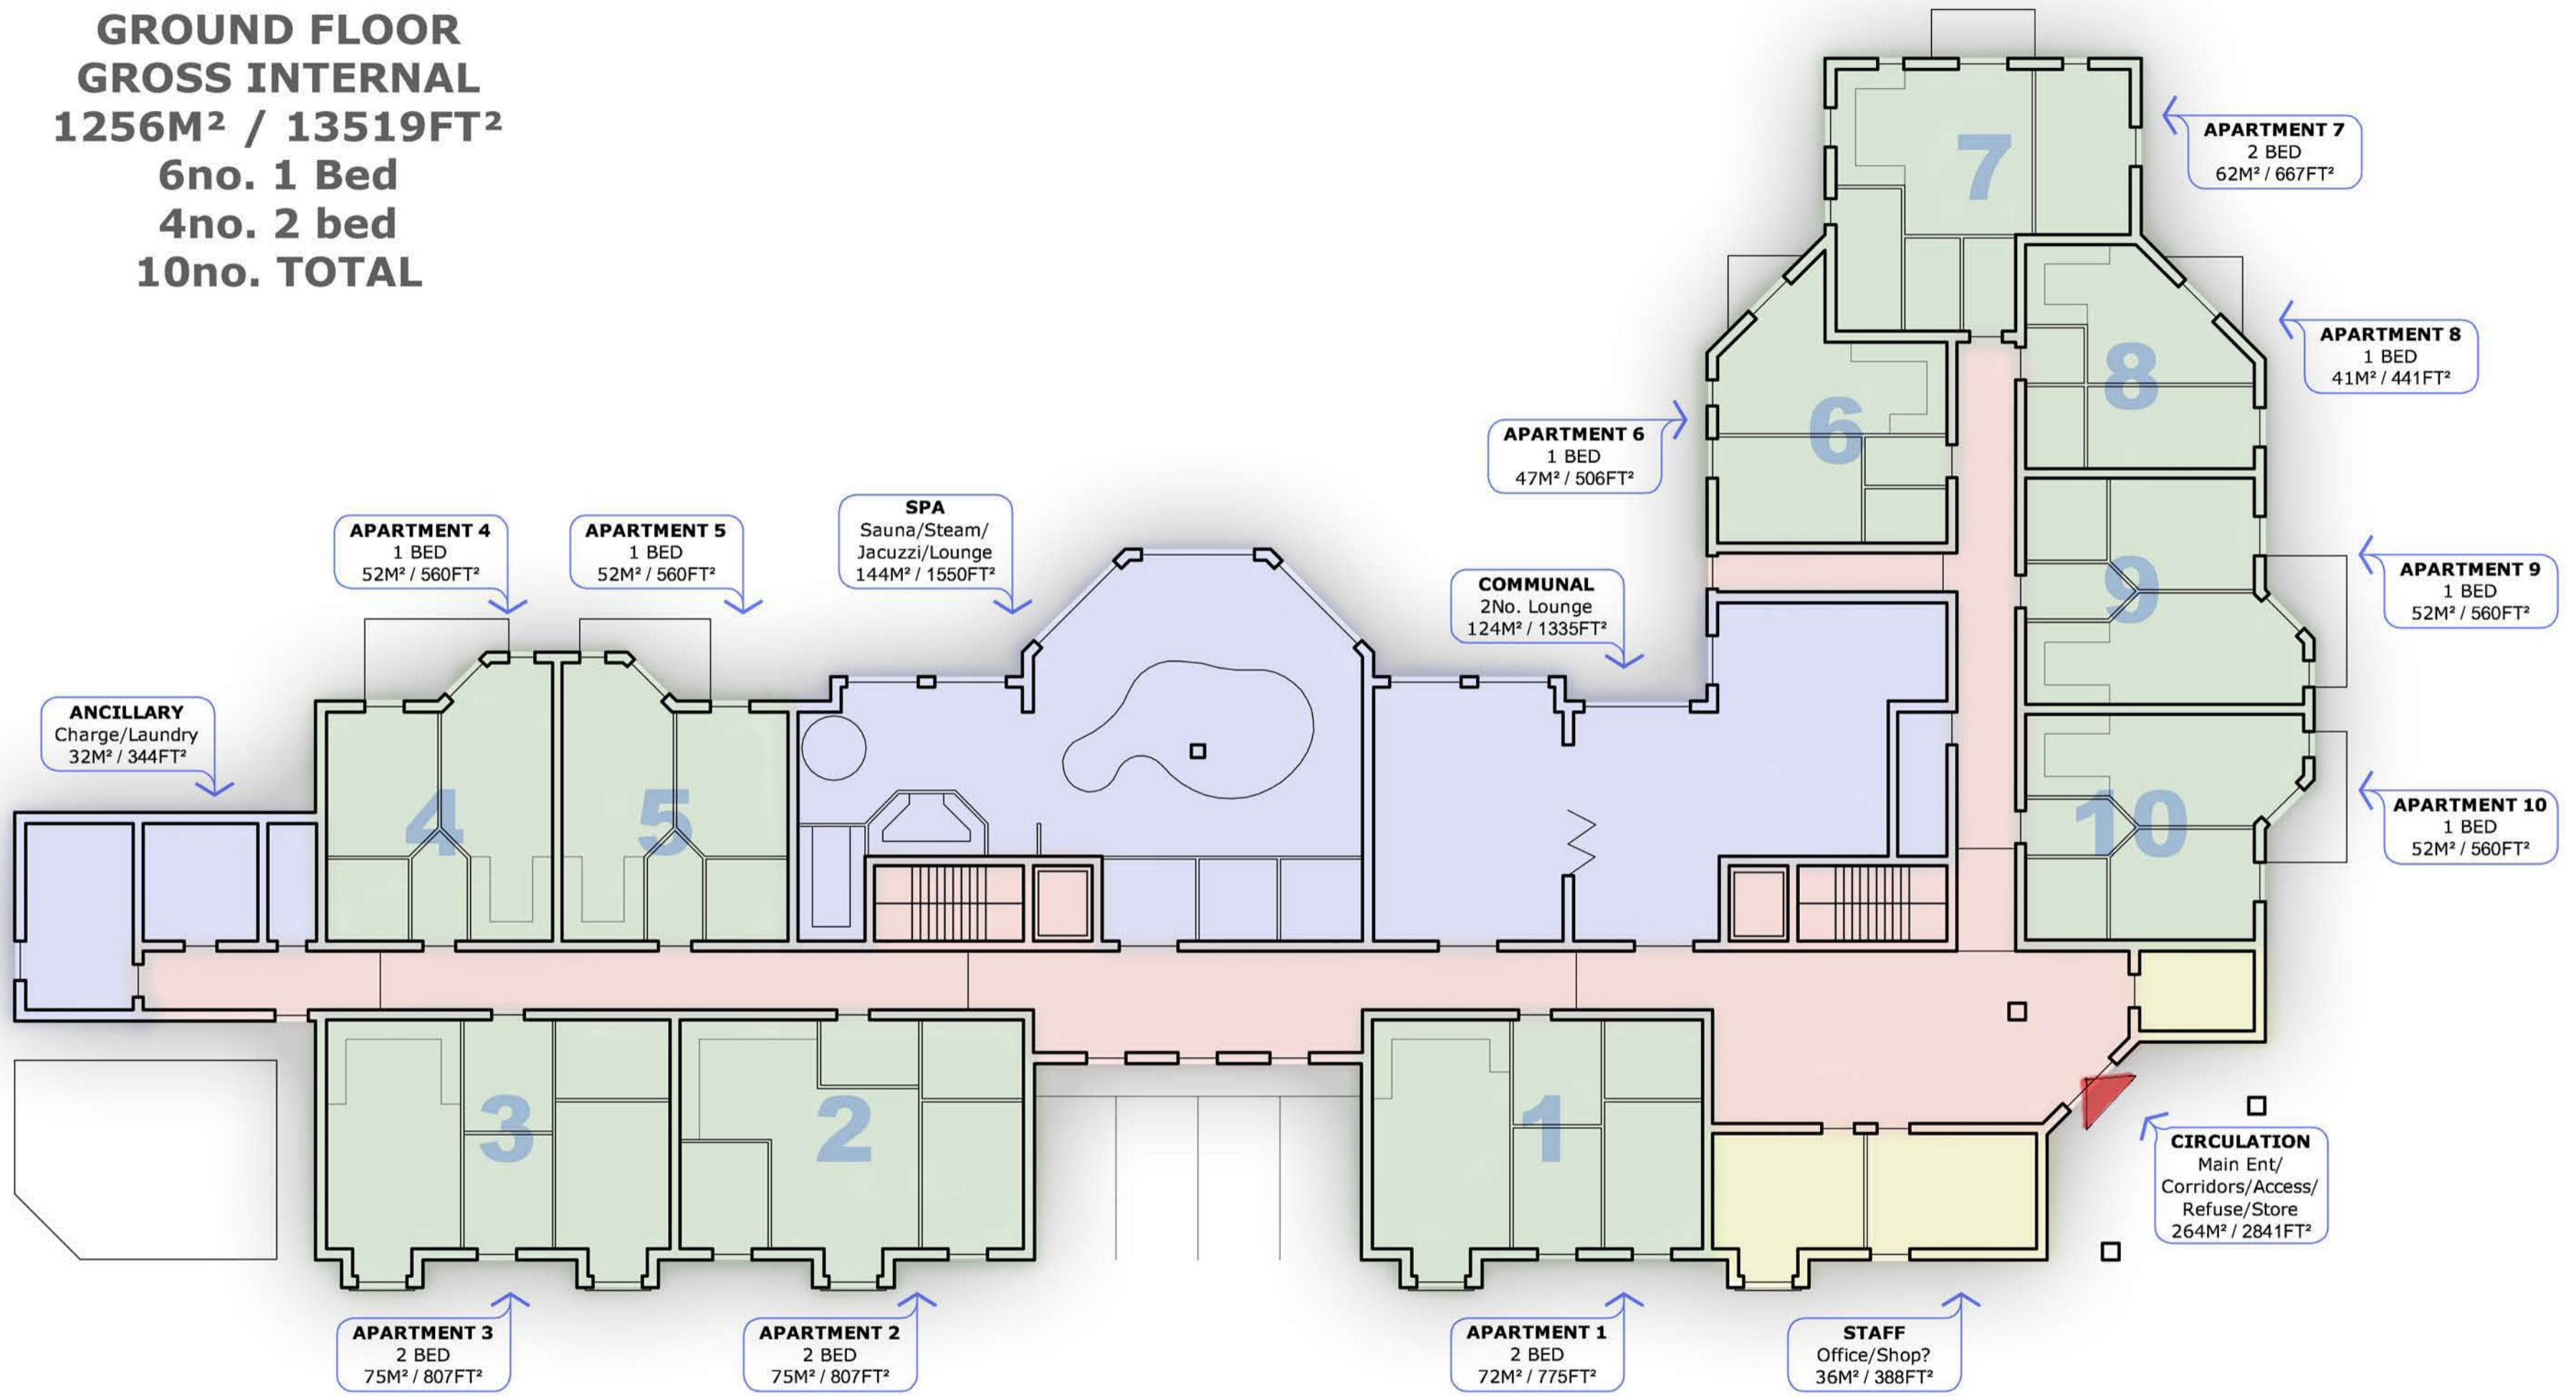 GROUND FLOOR
GROSS INTERNAL
1256M² / 13519FT²
6no. 1 Bed
4no. 2 bed
10no. TOTAL
APARTMENT 7
2 BED
62M² / 667FT²
7
APARTMENT 8
1 BED
41M² / 441FT²
8
APARTMENT 6
1 BED
47M² / 506FT²
6
APARTMENT 4
1 BED
52M² / 560FT²
APARTMENT 5
1 BED
52M² / 560FT²
SPA
Sauna/Steam/
Jacuzzi/Lounge
144M² / 1550FT²
COMMUNAL
2No. Lounge
124M² / 1335FT²
APARTMENT 9
1 BED
52M² / 560FT²
9
ANCILLARY
Charge/Laundry
32M² / 344FT²
4
5
10
APARTMENT 10
1 BED
52M² / 560FT²
3
2
1
CIRCULATION
Main Ent/
Corridors/Access/
Refuse/Store
264M² / 2841FT²
APARTMENT 3
2 BED
75M² / 807FT²
APARTMENT 2
2 BED
75M² / 807FT²
APARTMENT 1
2 BED
72M² / 775FT²
STAFF
Office/Shop?
36M² / 388FT²